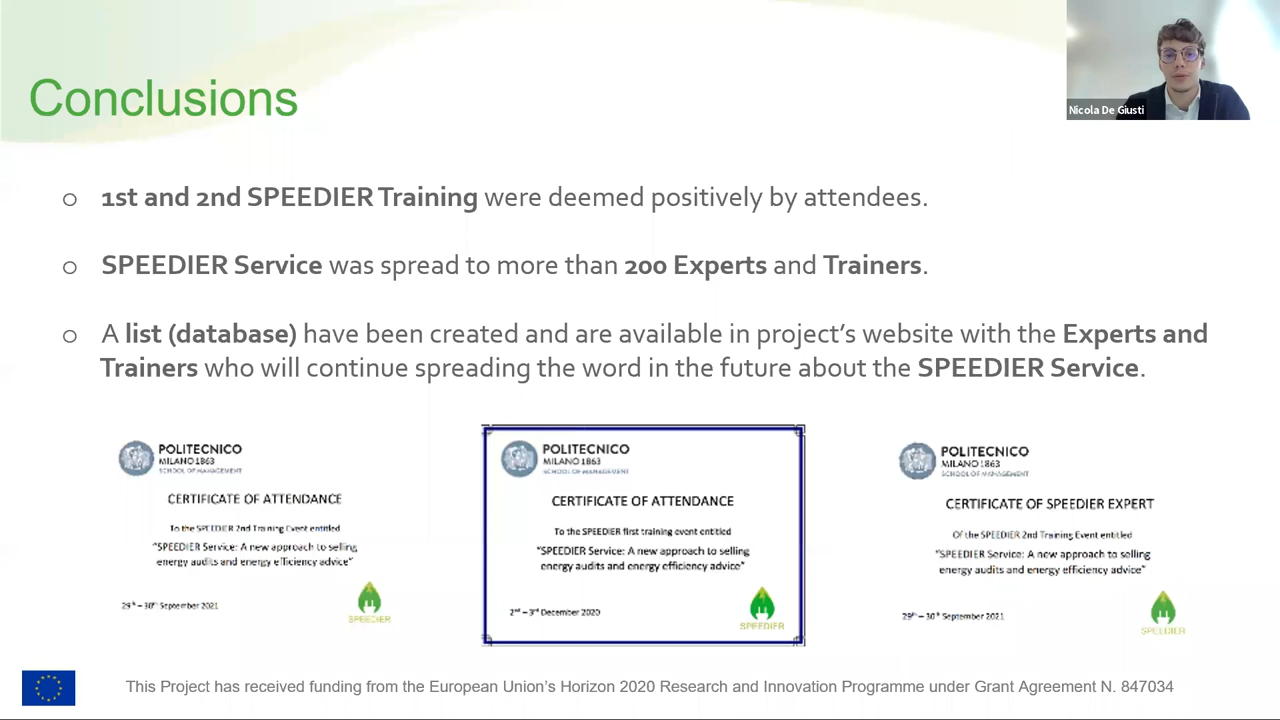 Conclusions
Nicola De Giusti
1st and 2nd SPEEDIER Training were deemed positively by attendees.
SPEEDIER Service was spread to more than 200 Experts and Trainers.
A list (database) have been created and are available in project’s website with the Experts and
Trainers who will continue spreading the word in the future about the SPEEDIER Service.
POLITECNICO
MILANO 1863
SCHOOL OF MANAGEMENT
CERTIFICATE OF ATTENDANCE
To the SPEEDIER 2nd Training Event entitled
“SPEEDIER Service: A new approach to selling
energy audits and energy efficiency advice”
29th – 30th September 2021
SPEEDIER
POLITECNICO
MILANO 1863
SCHOOL OF MANAGEMENT
CERTIFICATE OF ATTENDANCE
To the SPEEDIER first training event entitled
“SPEEDIER Service: A new approach to selling
energy audits and energy efficiency advice”
2nd – 3rd December 2020
SPEEDIER
POLITECNICO
MILANO 1863
SCHOOL OF MANAGEMENT
CERTIFICATE OF SPEEDIER EXPERT
Of the SPEEDIER 2nd Training Event entitled
“SPEEDIER Service: A new approach to selling
energy audits and energy efficiency advice”
29th – 30th September 2021
SPEEDIER
This Project has received funding from the European Union’s Horizon 2020 Research and Innovation Programme under Grant Agreement N. 847034